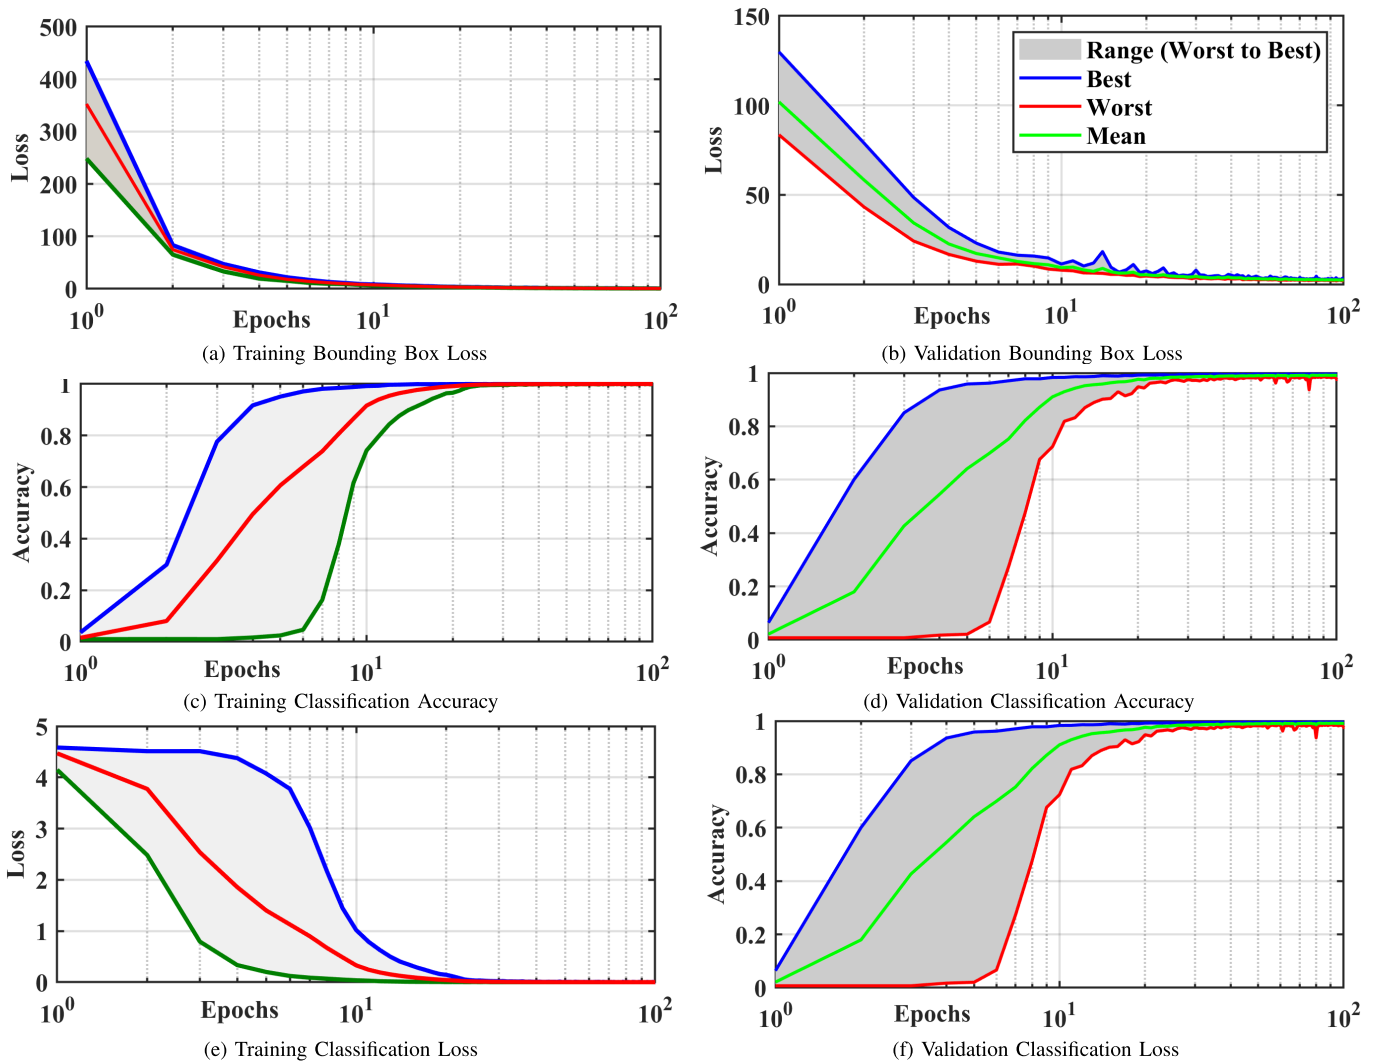 500
400
300
200
100
0
Loss
10^0 Epochs 10^1 10^2
(a) Training Bounding Box Loss
150
100
50
0
Loss
Range (Worst to Best)
Best
Worst
Mean
10^0 Epochs 10^1 10^2
(b) Validation Bounding Box Loss
1
0.8
0.6
0.4
0.2
0
Accuracy
10^0 Epochs 10^1 10^2
(c) Training Classification Accuracy
1
0.8
0.6
0.4
0.2
0
Accuracy
10^0 Epochs 10^1 10^2
(d) Validation Classification Accuracy
5
4
3
2
1
0
Loss
10^0 Epochs 10^1 10^2
(e) Training Classification Loss
1
0.8
0.6
0.4
0.2
0
Accuracy
10^0 Epochs 10^1 10^2
(f) Validation Classification Loss